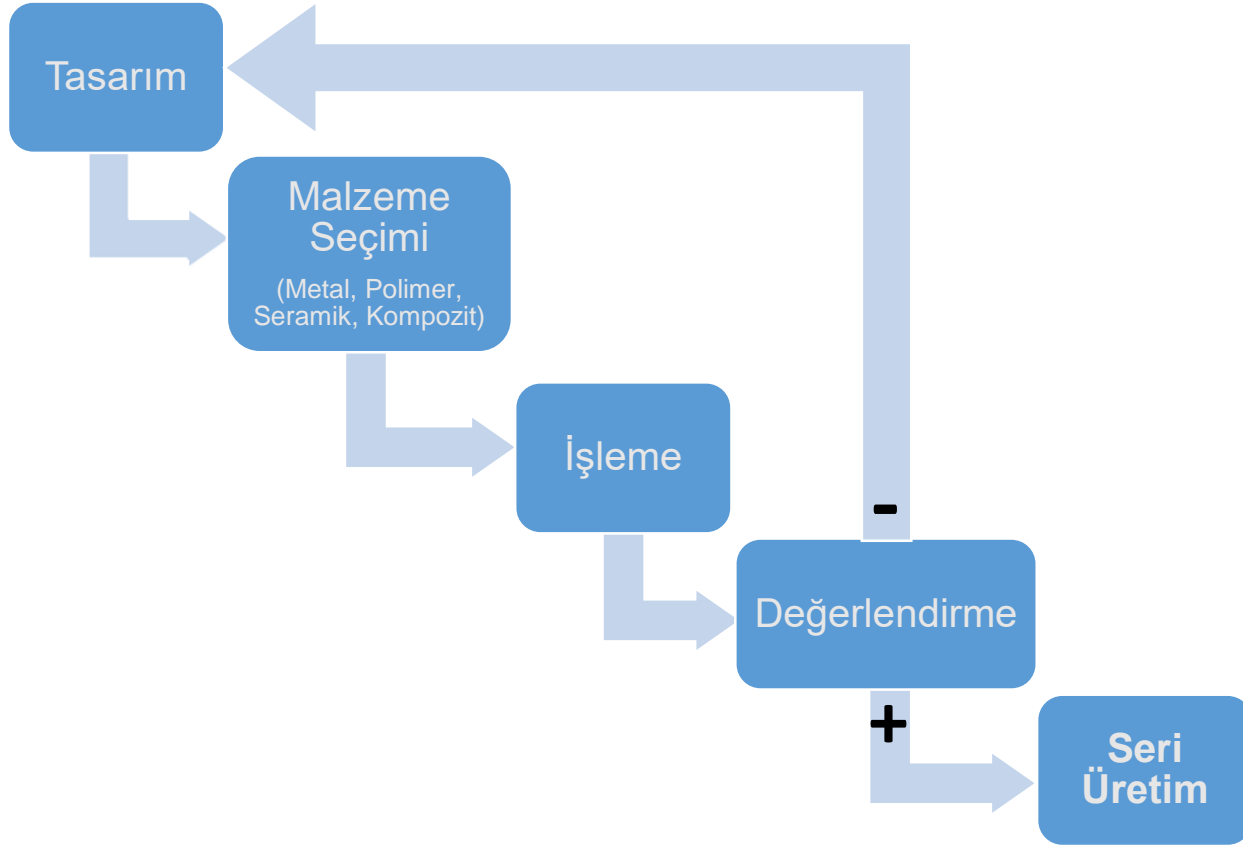 Tasarım
Malzeme
Seçimi
(Metal, Polimer,
Seramik, Kompozit)
İşleme
-
Değerlendirme
+
Seri
Üretim